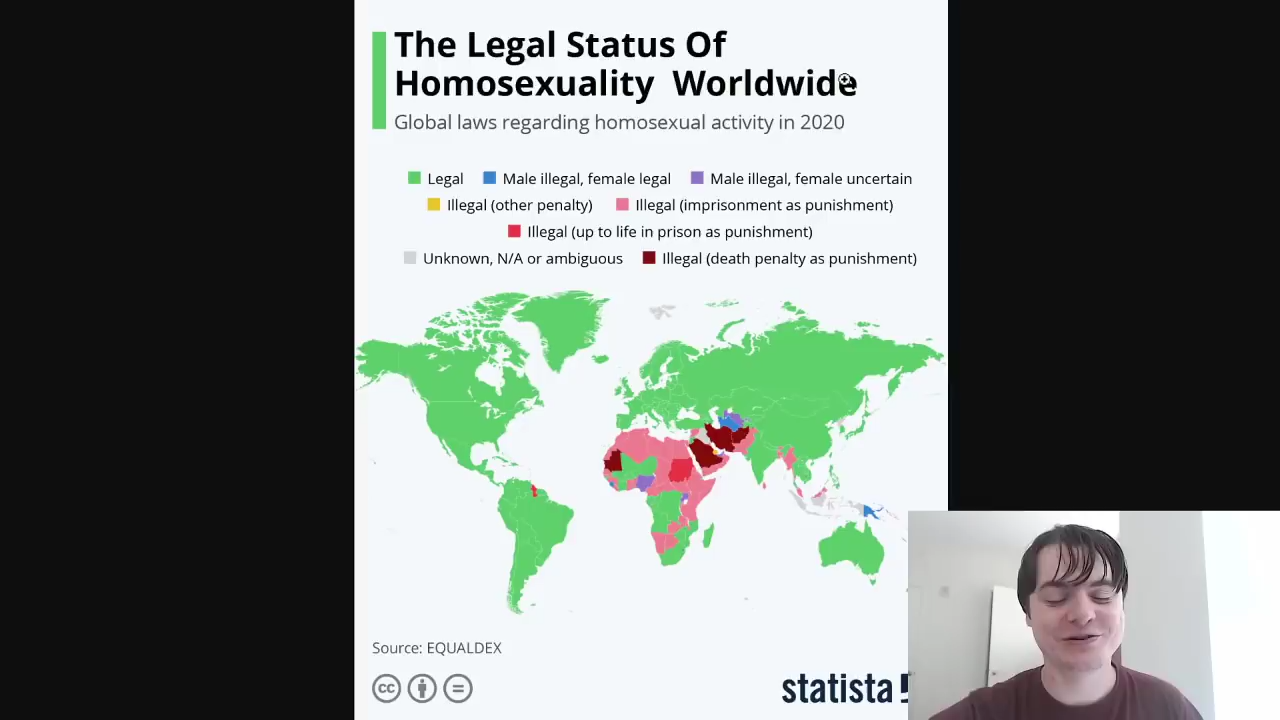 The Legal Status Of
Homosexuality Worldwide
Global laws regarding homosexual activity in 2020
Legal Male illegal, female legal Male illegal, female uncertain
Illegal (other penalty) Illegal (imprisonment as punishment)
Illegal (up to life in prison as punishment)
Unknown, N/A or ambiguous Illegal (death penalty as punishment)
Source: EQUALDEX
cc
statista